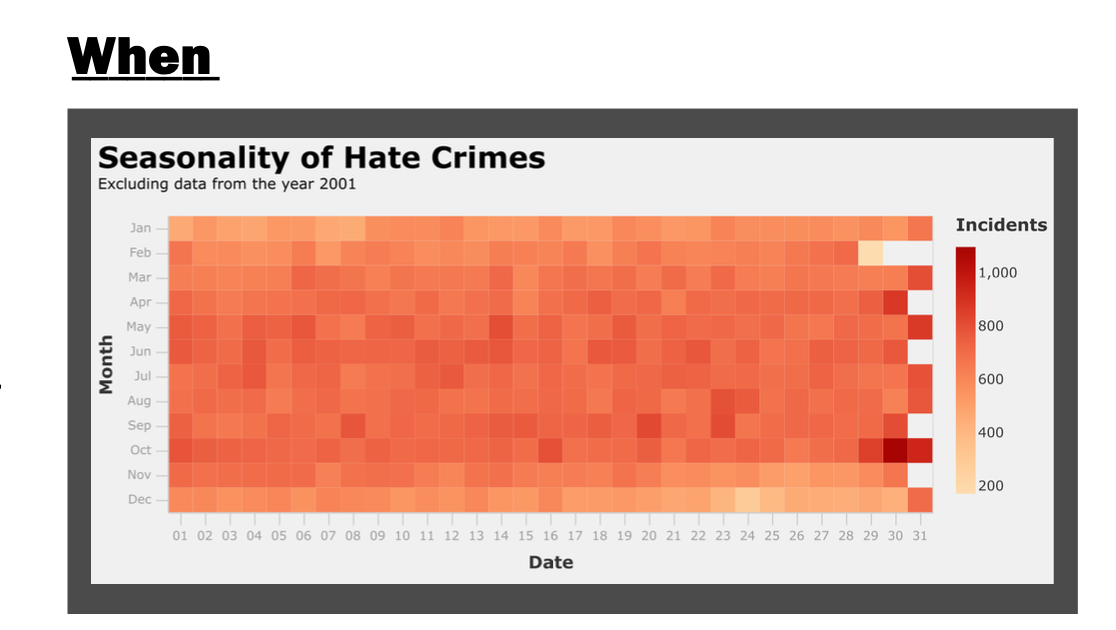 When
Seasonality of Hate Crimes
Excluding data from the year 2001
Incidents
1,000
800
600
400
200
Month
Jan
Feb
Mar
Apr
May
Jun
Jul
Aug
Sep
Oct
Nov
Dec
01 02 03 04 05 06 07 08 09 10 11 12 13 14 15 16 17 18 19 20 21 22 23 24 25 26 27 28 29 30 31
Date